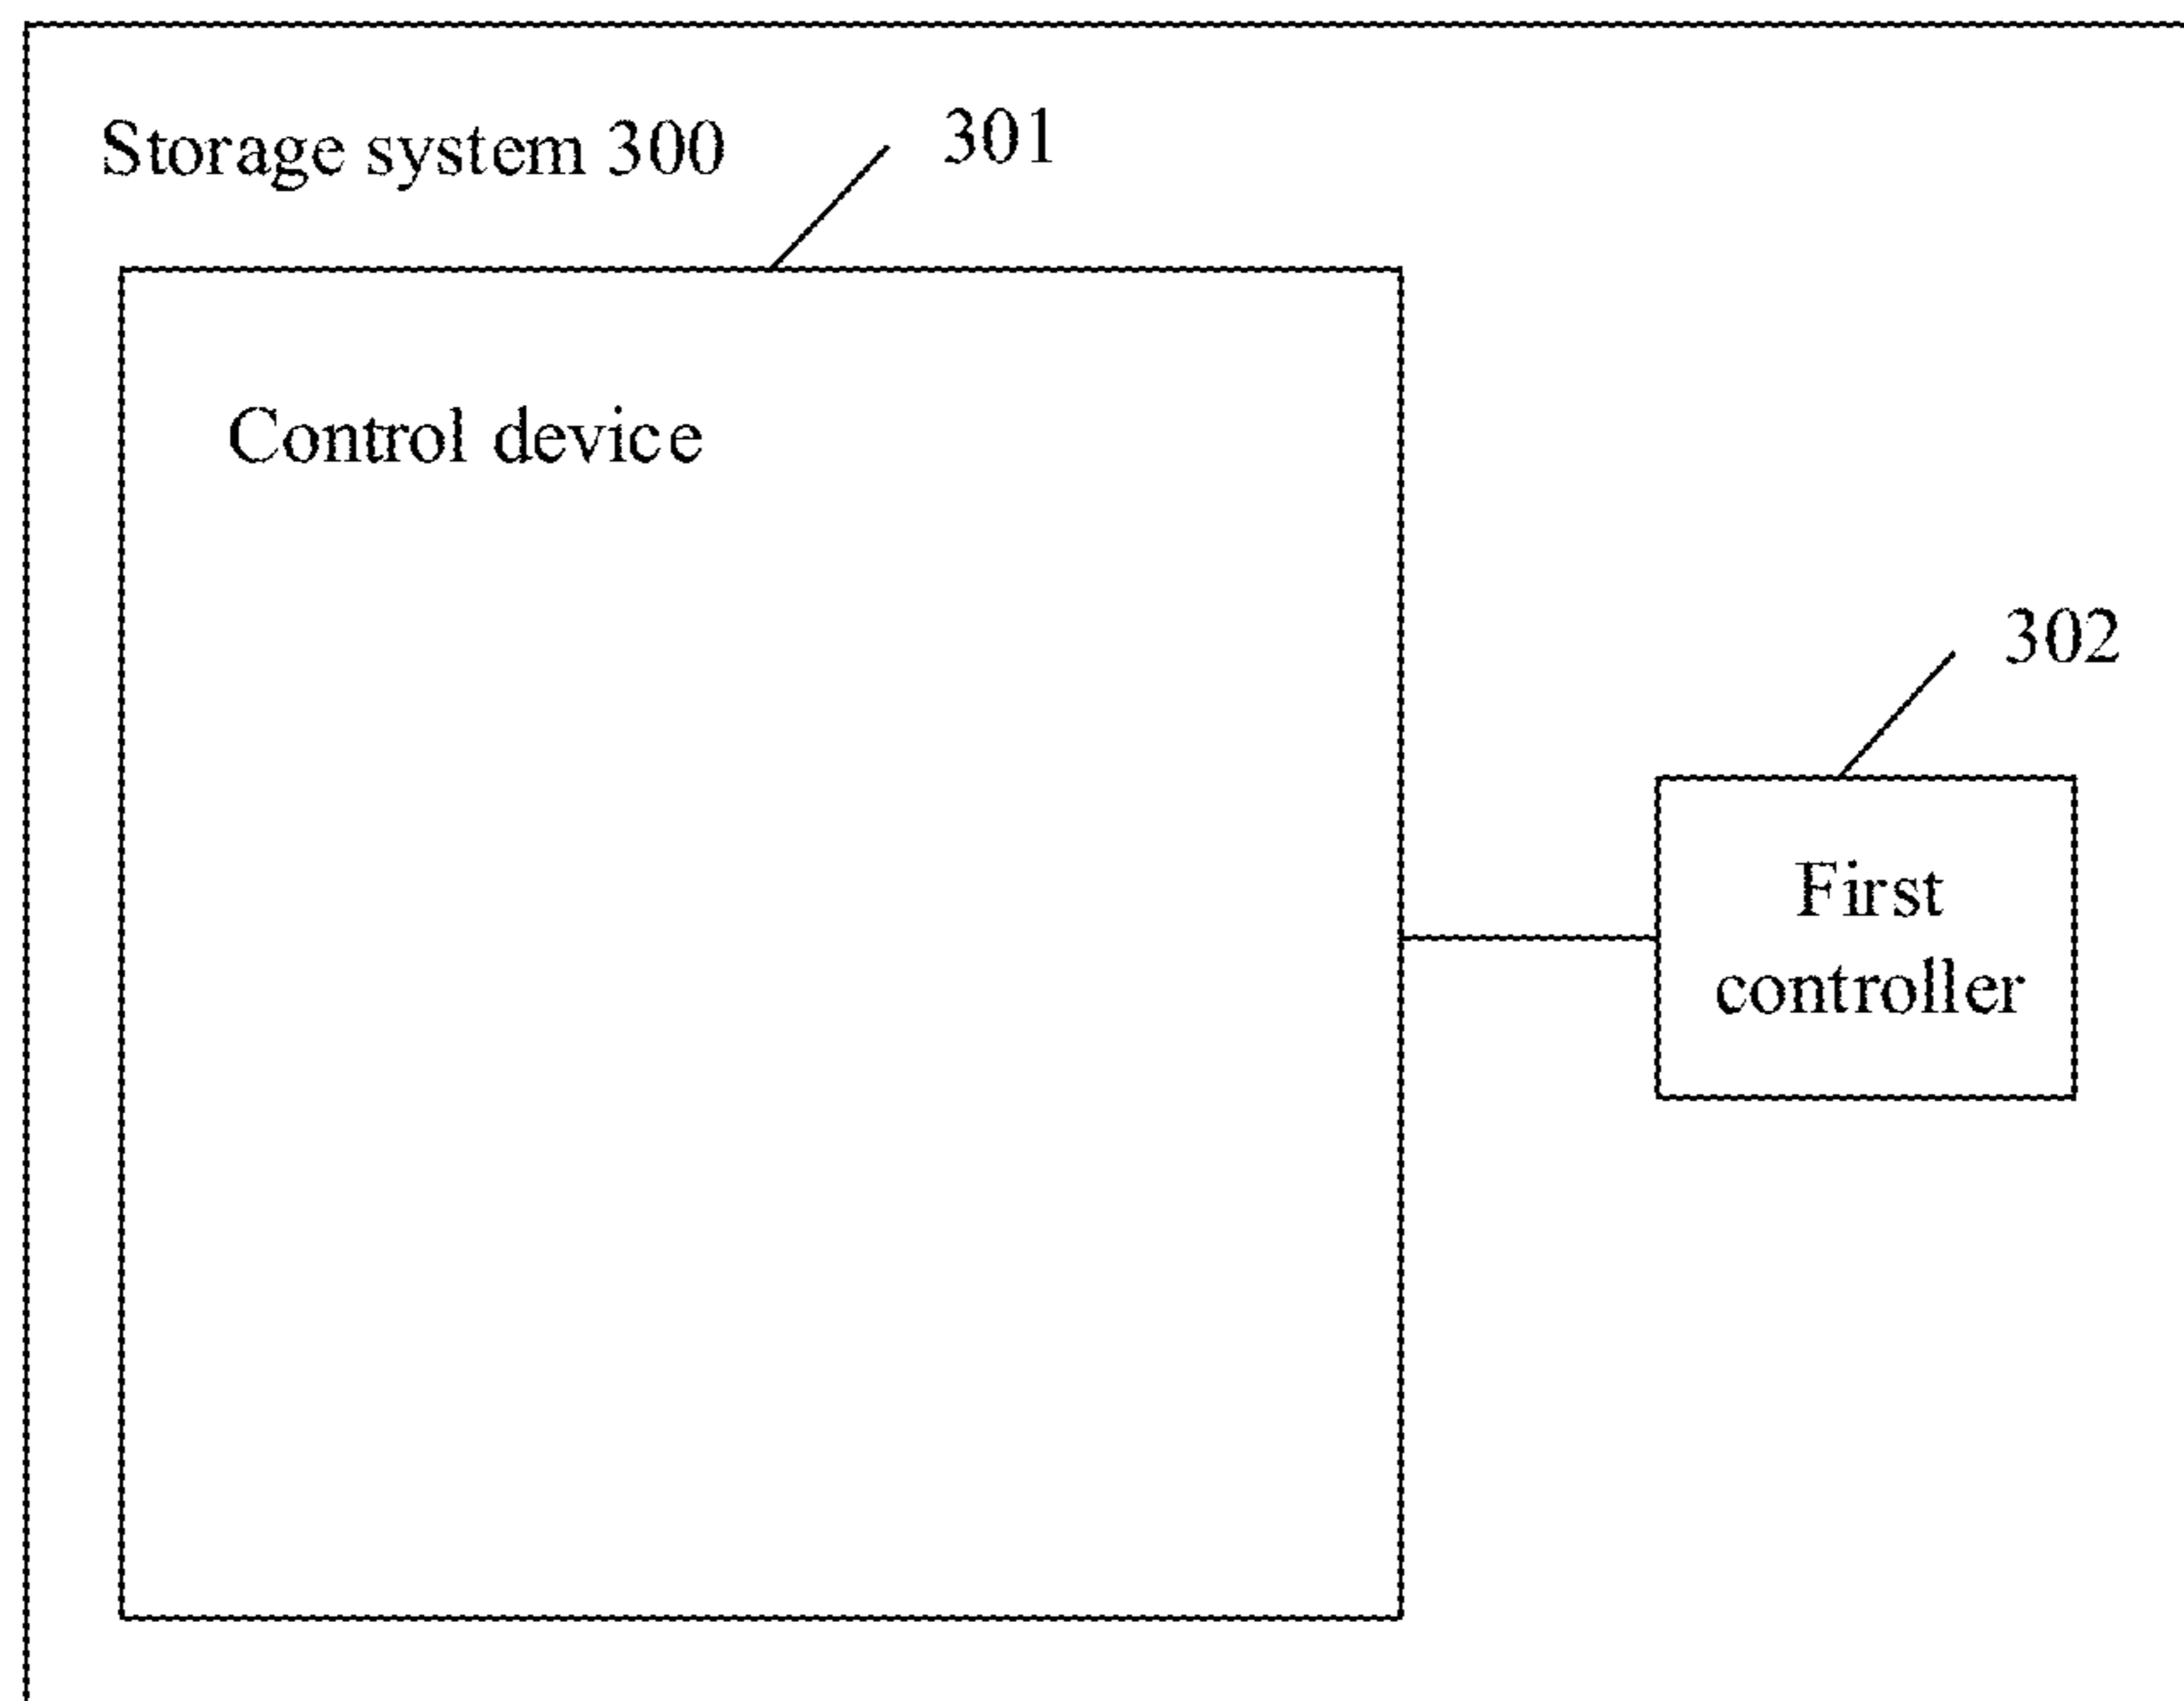 Storage system 300
301
Control device
302
First
controller